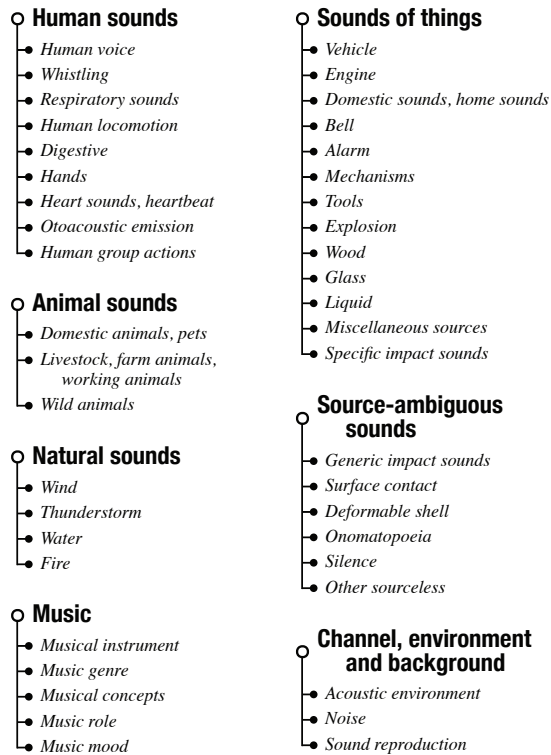 Human sounds
Human voice
Whistling
Respiratory sounds
Human locomotion
Digestive
Hands
Heart sounds, heartbeat
Otoacoustic emission
Human group actions
Animal sounds
Domestic animals, pets
Livestock, farm animals,
working animals
Wild animals
Natural sounds
Wind
Thunderstorm
Water
Fire
Music
Musical instrument
Music genre
Musical concepts
Music role
Music mood
Sounds of things
Vehicle
Engine
Domestic sounds, home sounds
Bell
Alarm
Mechanisms
Tools
Explosion
Wood
Glass
Liquid
Miscellaneous sources
Specific impact sounds
Source-ambiguous
sounds
Generic impact sounds
Surface contact
Deformable shell
Onomatopoeia
Silence
Other sourceless
Channel, environment
and background
Acoustic environment
Noise
Sound reproduction